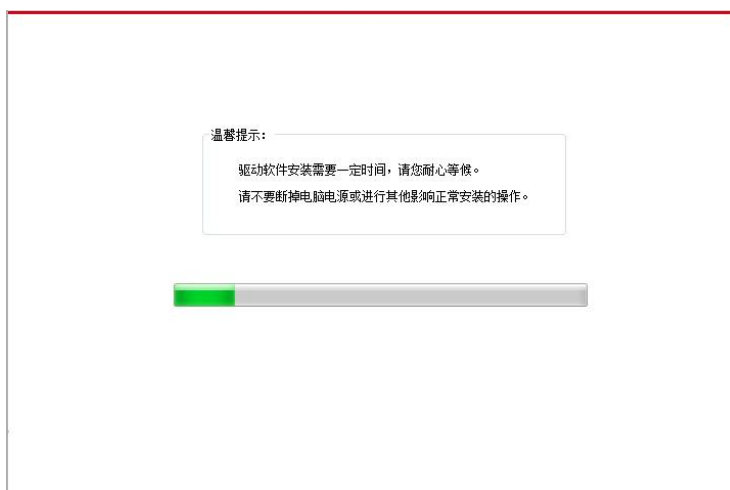 温馨提示：
驱动软件安装需要一定时间，请您耐心等候。
请不要断掉电脑电源或进行其他影响正常安装的操作。